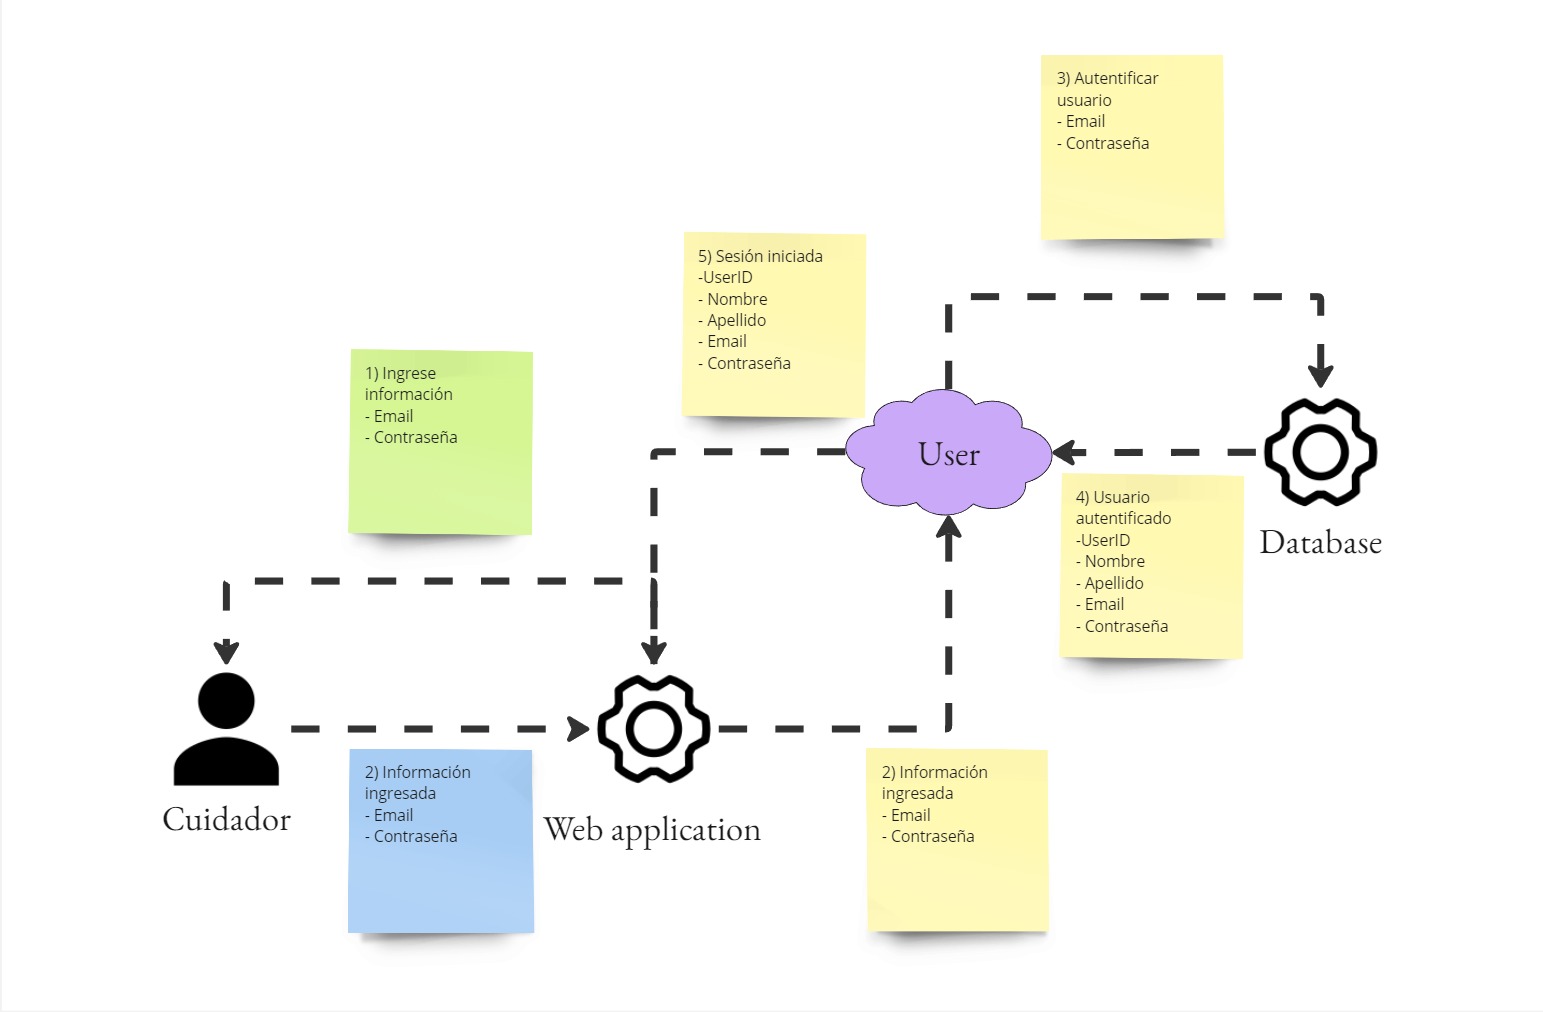 3) Autentificar
usuario
- Email
- Contraseña
5) Sesión iniciada
-UserID
- Nombre
- Apellido
- Email
- Contraseña
1) Ingrese
información
- Email
- Contraseña
User
Database
4) Usuario
autentificado
-UserID
- Nombre
- Apellido
- Email
- Contraseña
Cuidador
Web application
2) Información
ingresada
- Email
- Contraseña
2) Información
ingresada
- Email
- Contraseña